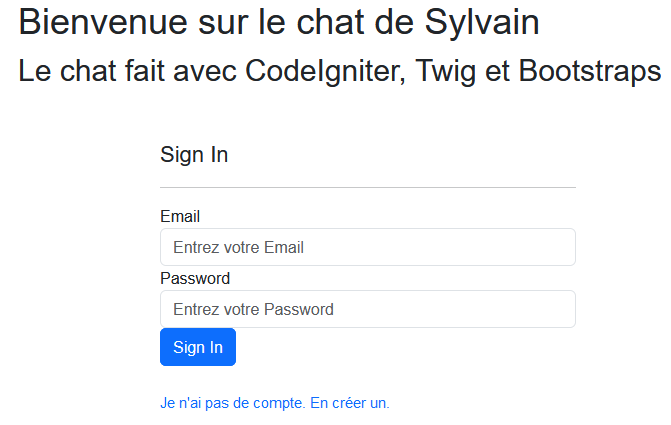 Bienvenue sur le chat de Sylvain
Le chat fait avec CodeIgniter, Twig et Bootstraps
Sign In
Email
Entrez votre Email
Password
Entrez votre Password
Sign In
Je n'ai pas de compte. En créer un.